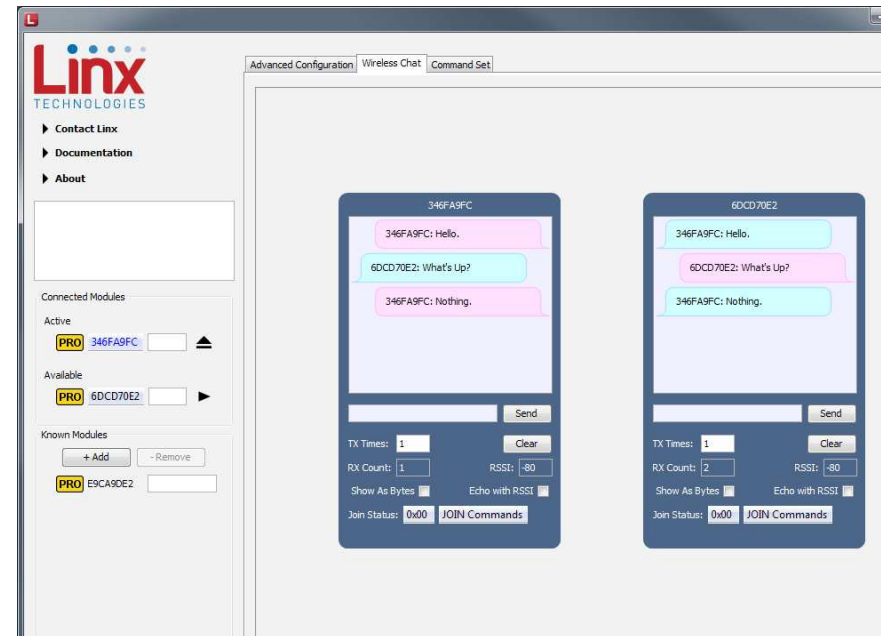 L
Linx
TECHNOLOGIES
Contact Linx
Documentation
About
Connected Modules
Active
PRO 346FA9FC
Available
PRO 6DCD70E2
Known Modules
+ Add - Remove
PRO E9CA9DE2
Advanced Configuration Wireless Chat Command Set
346FA9FC
346FA9FC: Hello.
6DCD70E2: What's Up?
346FA9FC: Nothing.
Send
TX Times: 1 Clear
RX Count: 1 RSSI: -80
Show As Bytes Echo with RSSI
Join Status: 0x00 JOIN Commands
6DCD70E2
346FA9FC: Hello.
6DCD70E2: What's Up?
346FA9FC: Nothing.
Send
TX Times: 1 Clear
RX Count: 2 RSSI: -80
Show As Bytes Echo with RSSI
Join Status: 0x00 JOIN Commands